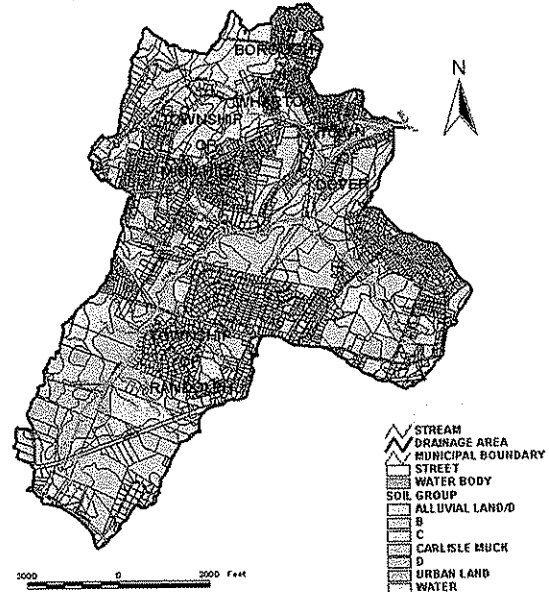 BOROUGH
N
WHARTON
TOWNSHIP
TOWN
OF
OF
DOVER
TOWNSHIP
OF
RANDOLPH
STREAM
DRAINAGE AREA
MUNICIPAL BOUNDARY
STREET
WATER BODY
SOIL GROUP
ALLUVIAL LAND/D
B
C
CARLISLE MUCK
D
URBAN LAND
WATER
0
2000 Feet